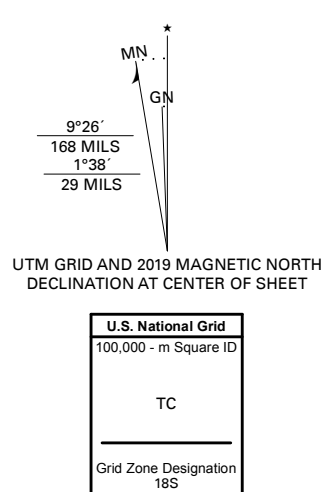 ★
MN
GN
9°26´
168 MILS
1°38´
29 MILS
UTM GRID AND 2019 MAGNETIC NORTH
DECLINATION AT CENTER OF SHEET
U.S. National Grid
100,000 - m Square ID
TC
Grid Zone Designation
18S